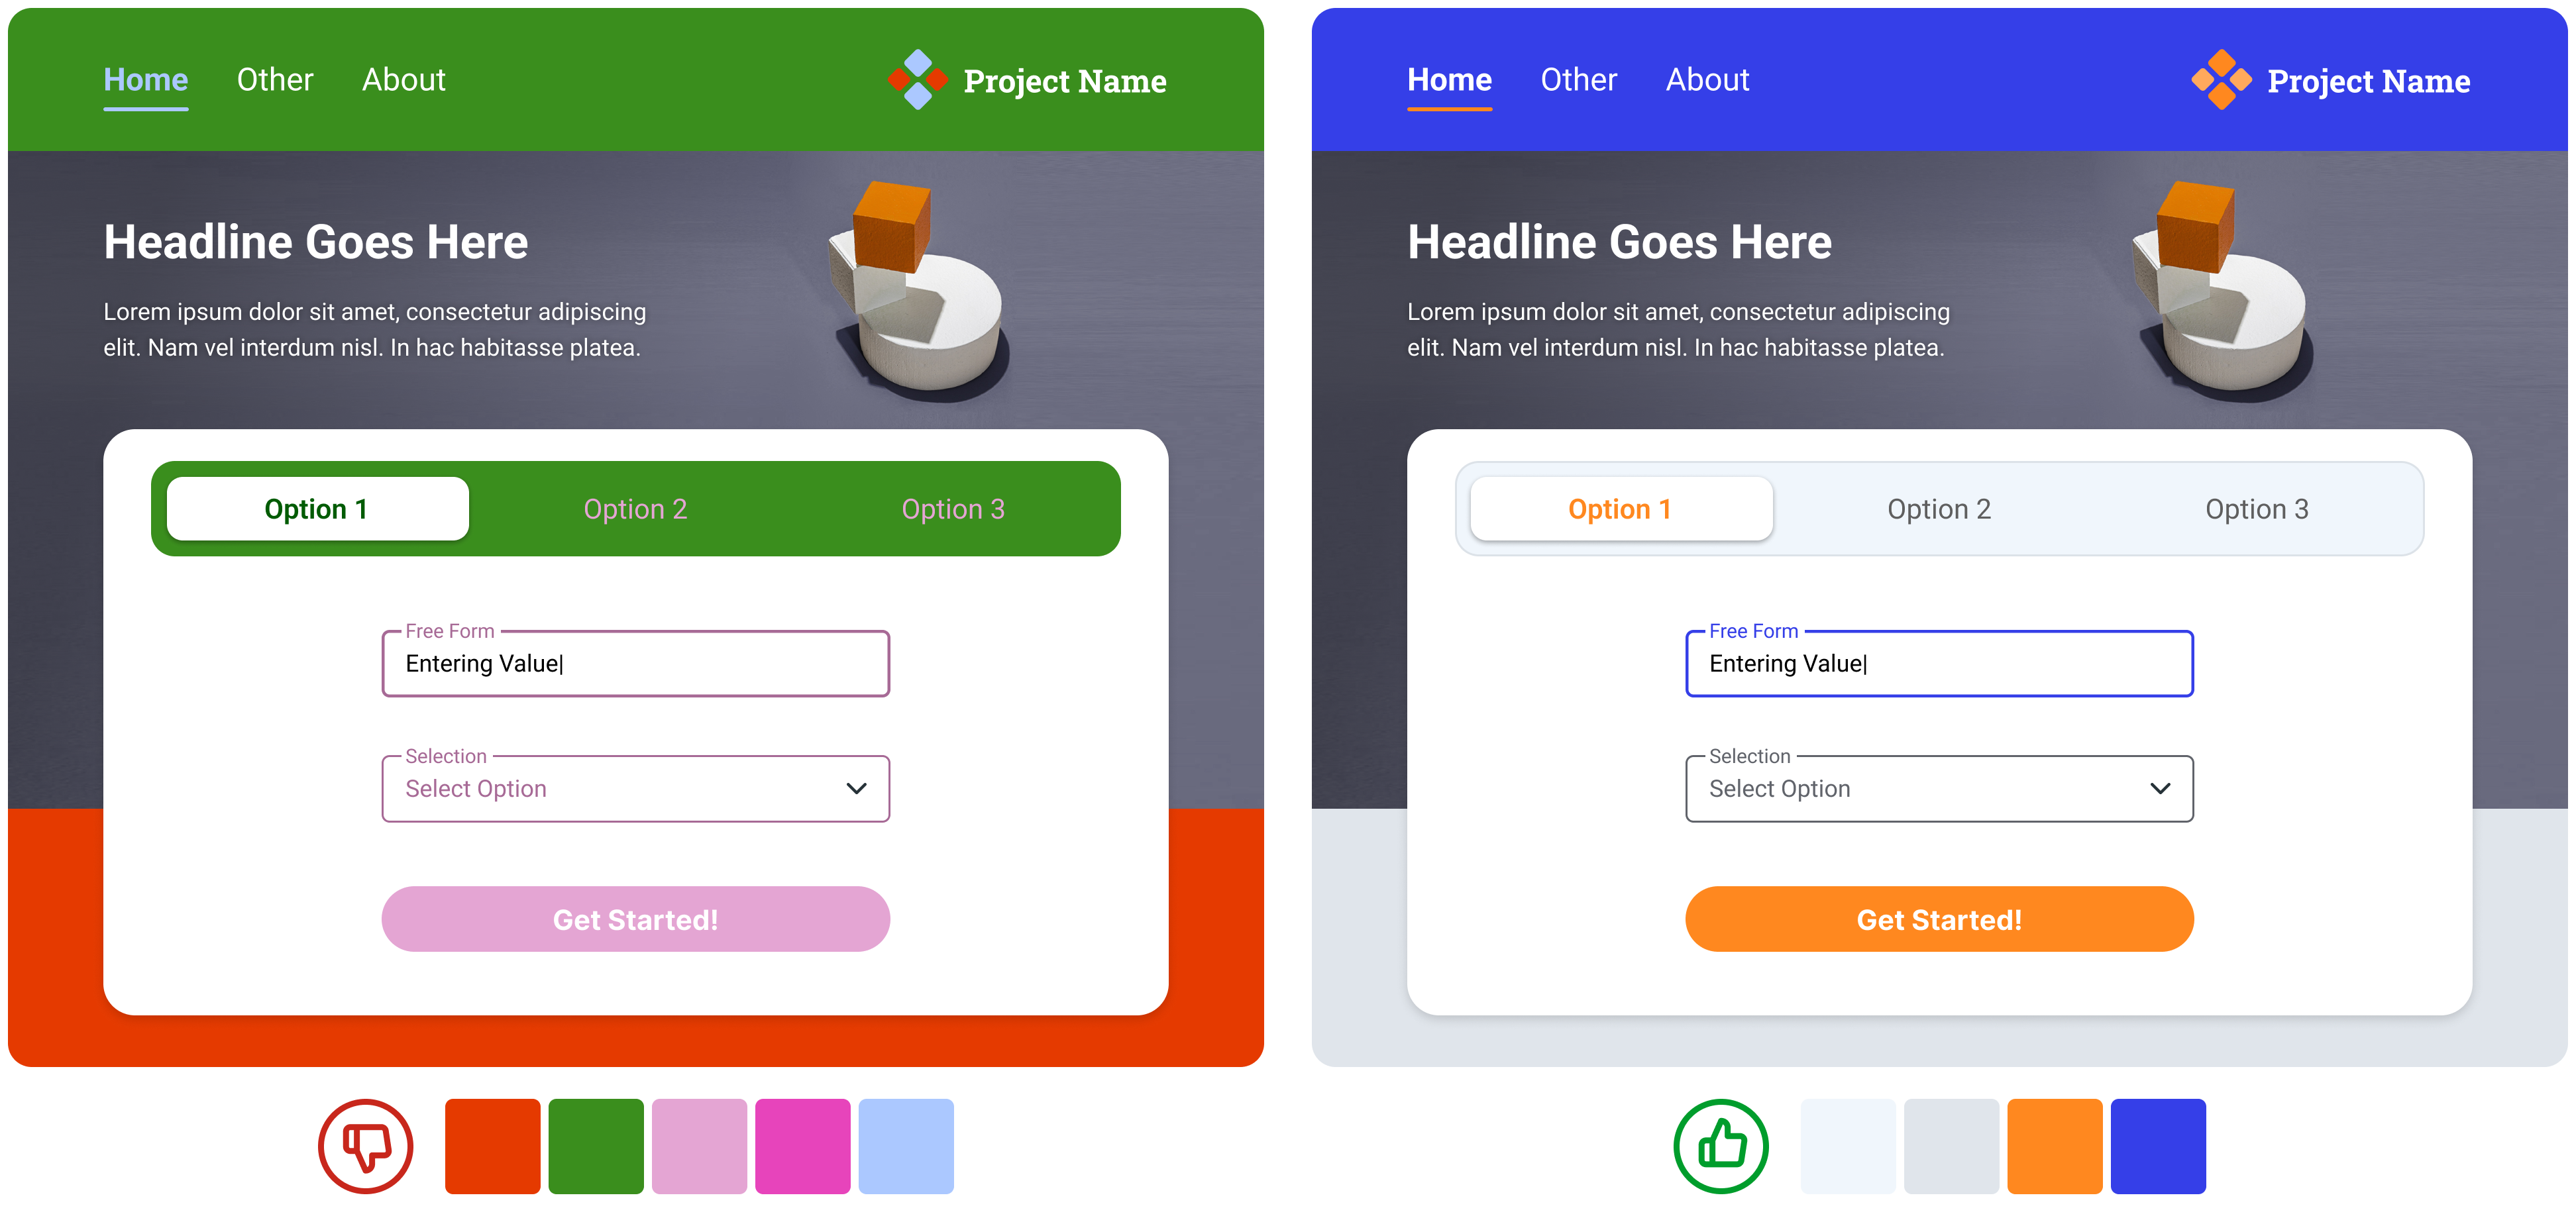 Home Other About Project Name
Headline Goes Here
Lorem ipsum dolor sit amet, consectetur adipiscing
elit. Nam vel interdum nisl. In hac habitasse platea.
Option 1 Option 2 Option 3
Free Form
Entering Value|
Selection
Select Option
Get Started!
Home Other About Project Name
Headline Goes Here
Lorem ipsum dolor sit amet, consectetur adipiscing
elit. Nam vel interdum nisl. In hac habitasse platea.
Option 1 Option 2 Option 3
Free Form
Entering Value|
Selection
Select Option
Get Started!